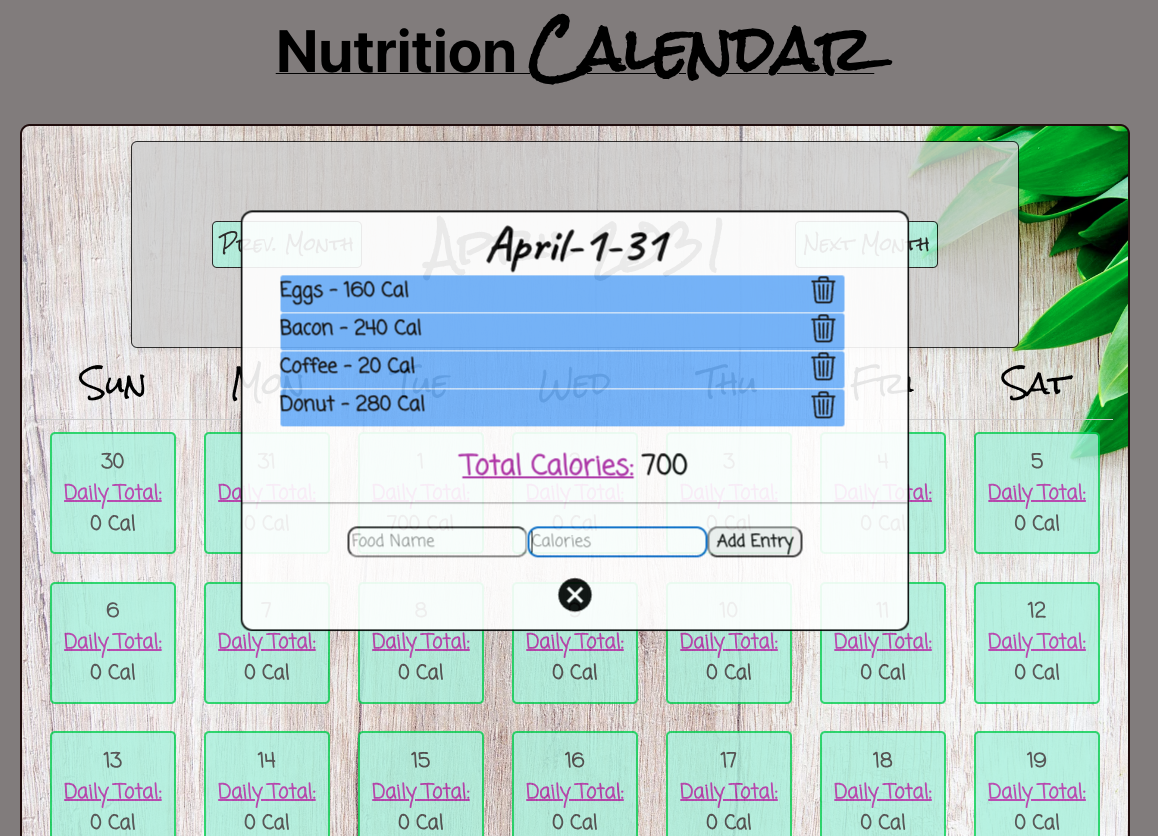 Nutrition Calendar
April 2031
Prev. Month
Next Month
April-1-31
Eggs - 160 Cal
Bacon - 240 Cal
Coffee - 20 Cal
Donut - 280 Cal
Total Calories: 700
Food Name Calories Add Entry
Sun Mon Tue Wed Thu Fri Sat
30 31 1 3 4 5
Daily Total: Daily Total: Daily Total: Daily Total: Daily Total: Daily Total: Daily Total:
0 Cal 0 Cal 700 Cal 0 Cal 0 Cal 0 Cal 0 Cal
6 7 8 10 11 12
Daily Total: Daily Total: Daily Total: Daily Total: Daily Total: Daily Total: Daily Total:
0 Cal 0 Cal 0 Cal 0 Cal 0 Cal 0 Cal 0 Cal
13 14 15 16 17 18 19
Daily Total: Daily Total: Daily Total: Daily Total: Daily Total: Daily Total: Daily Total:
0 Cal 0 Cal 0 Cal 0 Cal 0 Cal 0 Cal 0 Cal